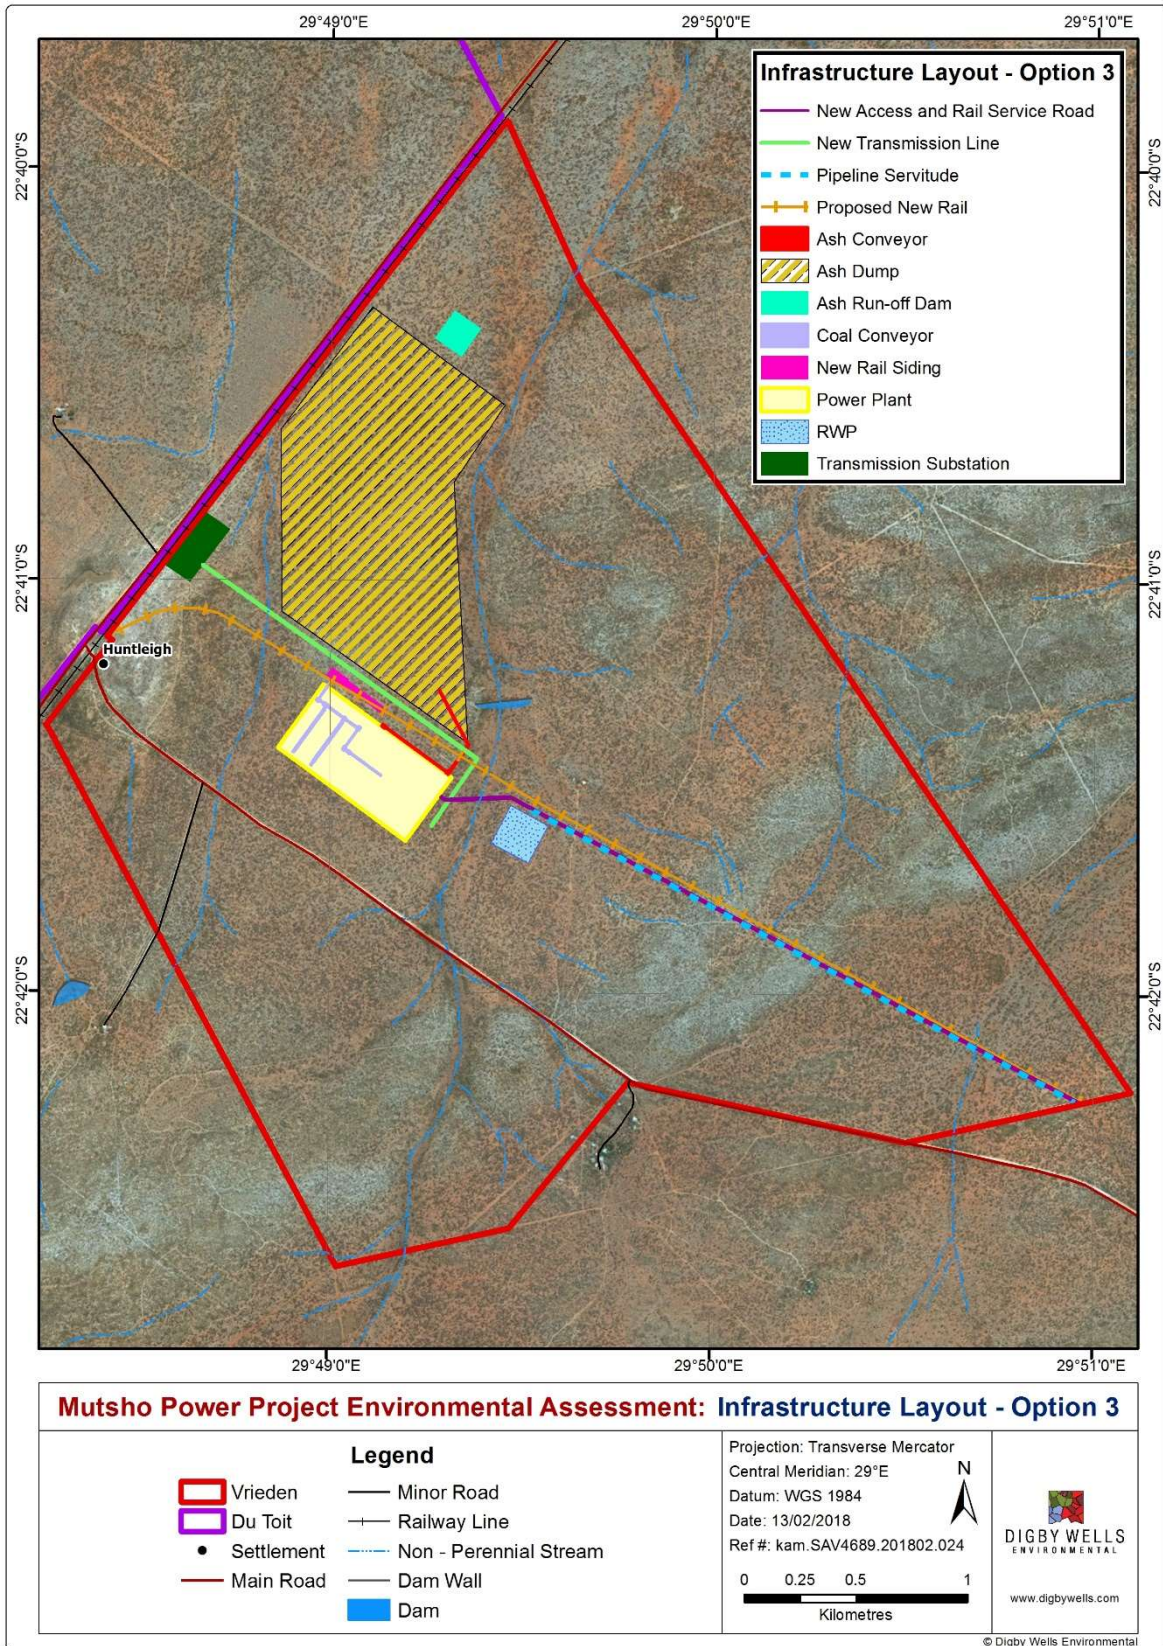 29°49'0"E
29°50'0"E
29°51'0"E
Infrastructure Layout - Option 3
New Access and Rail Service Road
New Transmission Line
Pipeline Servitude
Proposed New Rail
Ash Conveyor
Ash Dump
Ash Run-off Dam
Coal Conveyor
New Rail Siding
Power Plant
RWP
Transmission Substation
22°40'0"S
22°40'0"S
22°41'0"S
22°41'0"S
Huntleigh
22°42'0"S
22°42'0"S
29°49'0"E
29°50'0"E
29°51'0"E
Mutsho Power Project Environmental Assessment: Infrastructure Layout - Option 3
Legend
Vrieden
Du Toit
Settlement
Main Road
Minor Road
Railway Line
Non - Perennial Stream
Dam Wall
Dam
Projection: Transverse Mercator
Central Meridian: 29°E
Datum: WGS 1984
Date: 13/02/2018
Ref #: kam.SAV4689.201802.024
N
0 0.25 0.5 1
Kilometres
DIGBY WELLS
ENVIRONMENTAL
www.digbywells.com
© Digby Wells Environmental